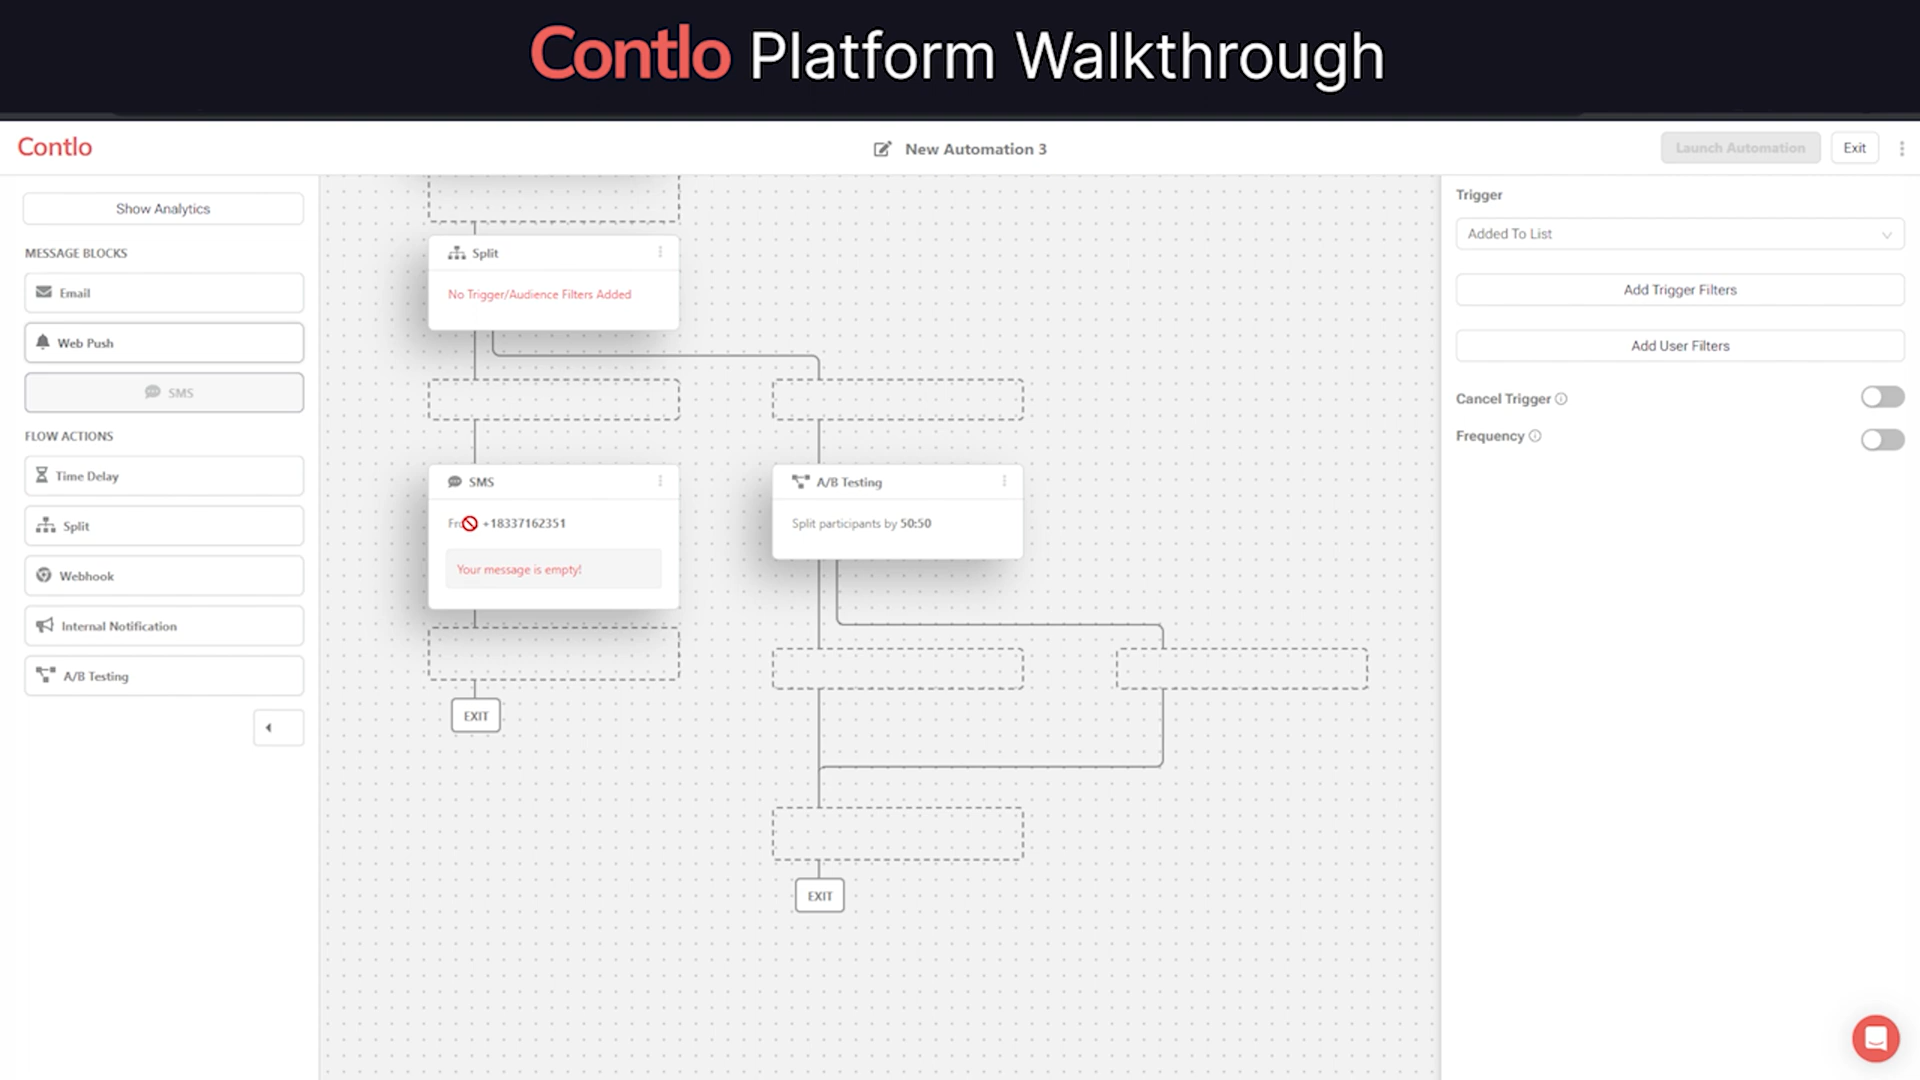 Contlo Platform Walkthrough
Contlo
New Automation 3
Launch Automation
Exit
Show Analytics
MESSAGE BLOCKS
Email
Web Push
SMS
FLOW ACTIONS
Time Delay
Split
Webhook
Internal Notification
A/B Testing
Split
No Trigger/Audience Filters Added
SMS
+18337162351
Your message is empty!
EXIT
A/B Testing
Split participants by 50:50
EXIT
Trigger
Added To List
Add Trigger Filters
Add User Filters
Cancel Trigger
Frequency